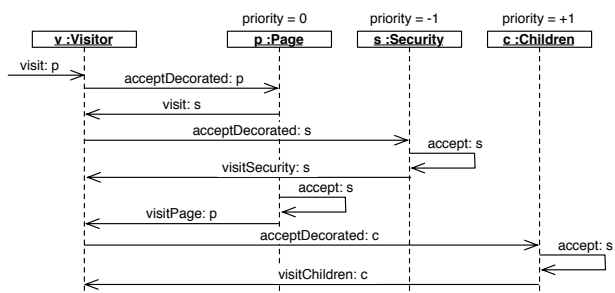 priority = 0 priority = -1 priority = +1
v :Visitor p :Page s :Security c :Children
visit: p
acceptDecorated: p
visit: s
acceptDecorated: s
accept: s
visitSecurity: s
accept: s
visitPage: p
acceptDecorated: c
accept: s
visitChildren: c